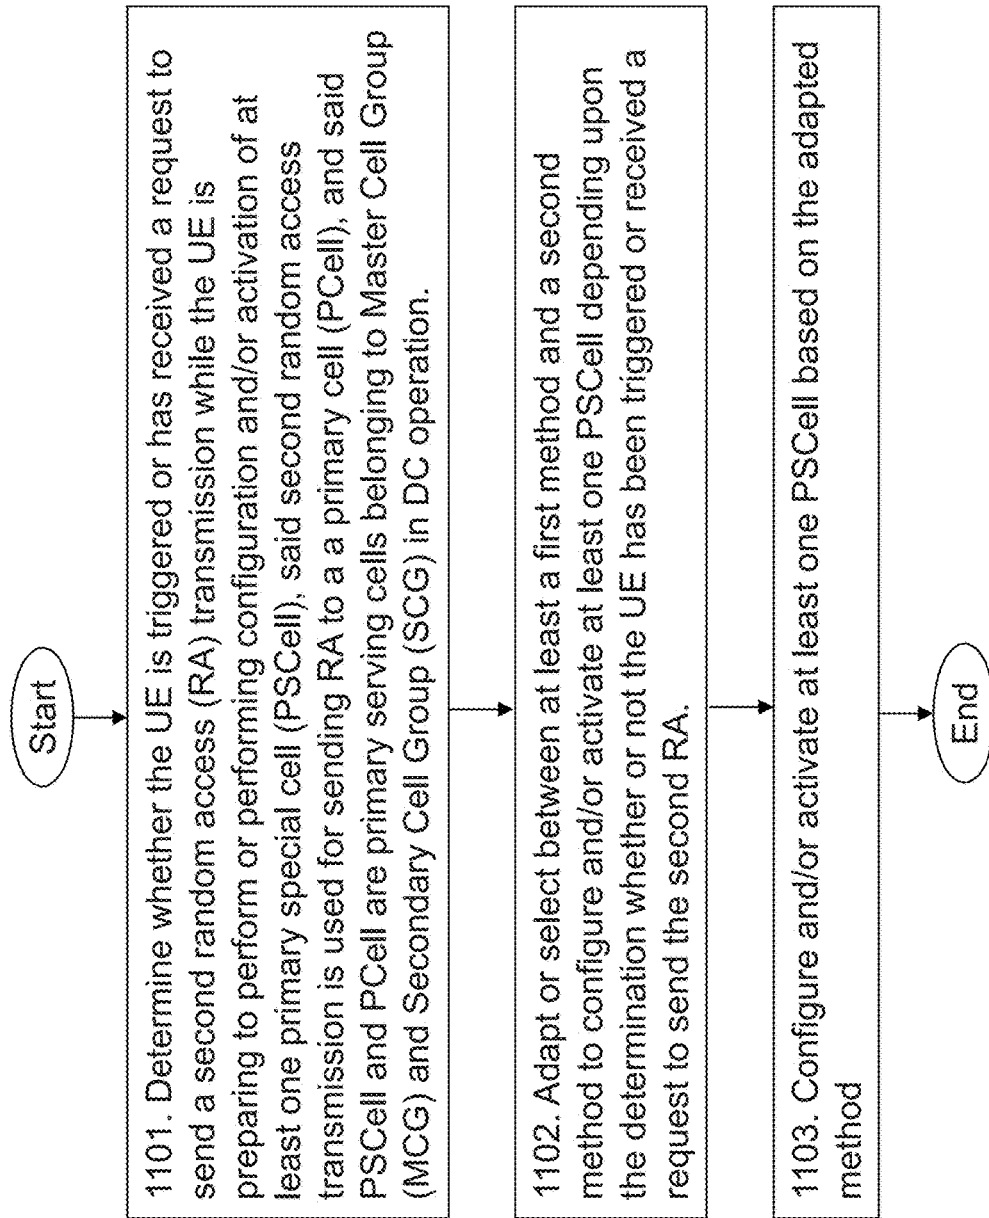 Start
1101. Determine whether the UE is triggered or has received a request to
send a second random access (RA) transmission while the UE is
preparing to perform or performing configuration and/or activation of at
least one primary special cell (PSCell), said second random access
transmission is used for sending RA to a a primary cell (PCell), and said
PSCell and PCell are primary serving cells belonging to Master Cell Group
(MCG) and Secondary Cell Group (SCG) in DC operation.
1102. Adapt or select between at least a first method and a second
method to configure and/or activate at least one PSCell depending upon
the determination whether or not the UE has been triggered or received a
request to send the second RA.
1103. Configure and/or activate at least one PSCell based on the adapted
method
End